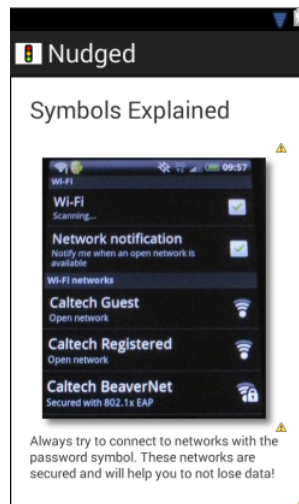 Nudged
Symbols Explained
09:57
Wi-Fi
Wi-Fi
Scanning...
Network notification
Notify me when an open network is
available
Wi-Fi networks
Caltech Guest
Open network
Caltech Registered
Open network
Caltech BeaverNet
Secured with 802.1x EAP
Always try to connect to networks with the
password symbol. These networks are
secured and will help you to not lose data!